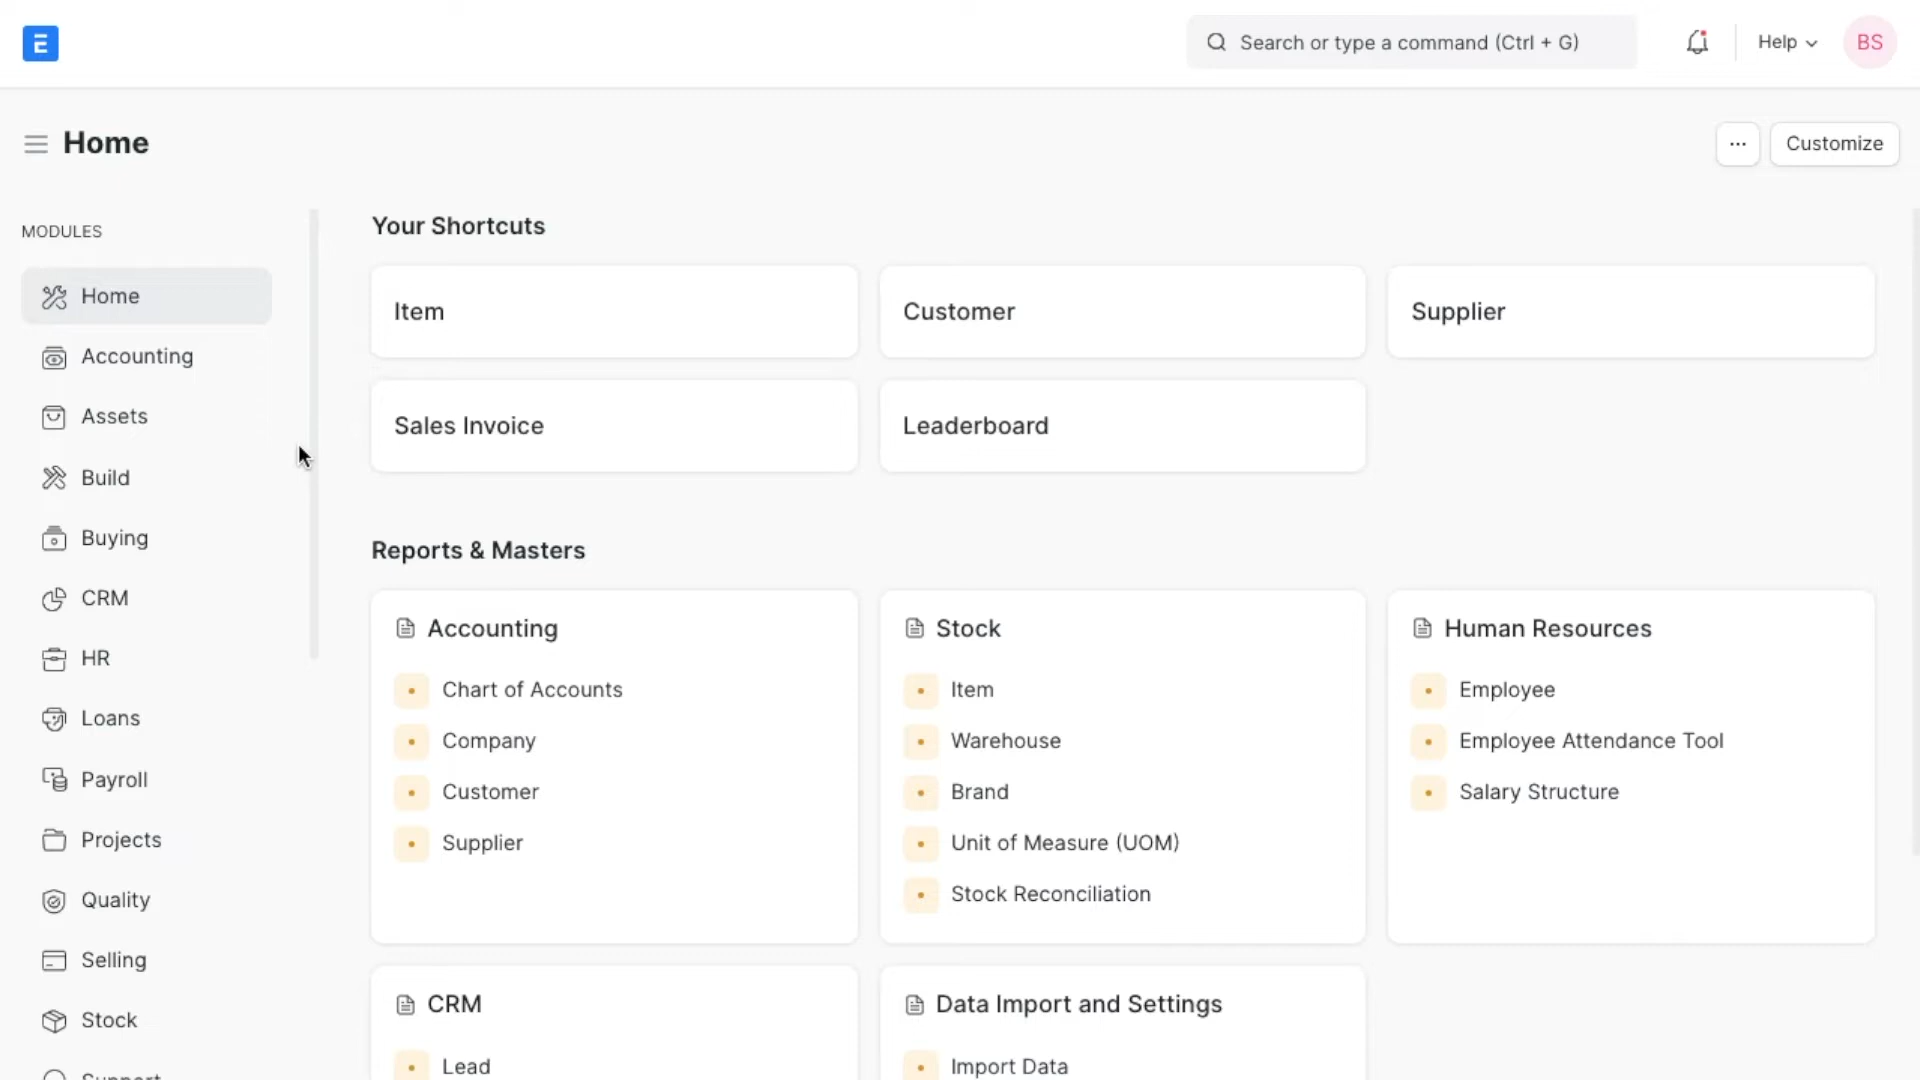 E
Search or type a command (Ctrl + G)
Help
BS
Home
...
Customize
MODULES
Home
Accounting
Assets
Build
Buying
CRM
HR
Loans
Payroll
Projects
Quality
Selling
Stock
Support
Your Shortcuts
Item
Customer
Supplier
Sales Invoice
Leaderboard
Reports & Masters
Accounting
Chart of Accounts
Company
Customer
Supplier
Stock
Item
Warehouse
Brand
Unit of Measure (UOM)
Stock Reconciliation
Human Resources
Employee
Employee Attendance Tool
Salary Structure
CRM
Lead
Data Import and Settings
Import Data